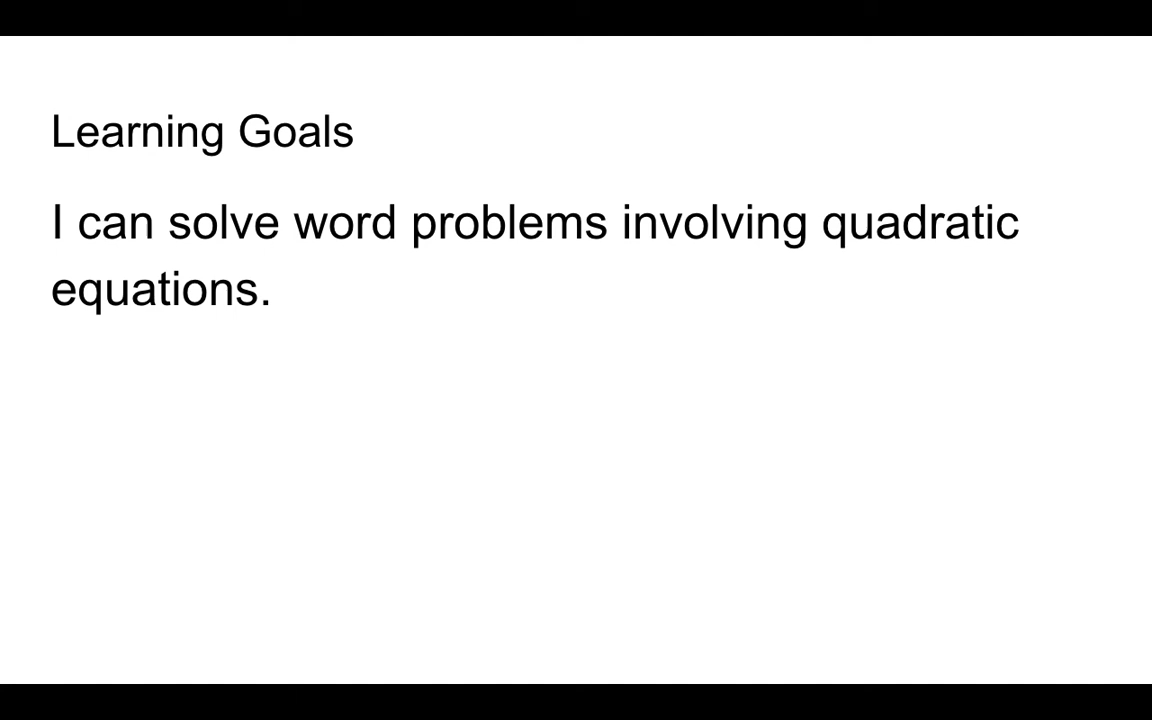 Learning Goals
I can solve word problems involving quadratic
equations.